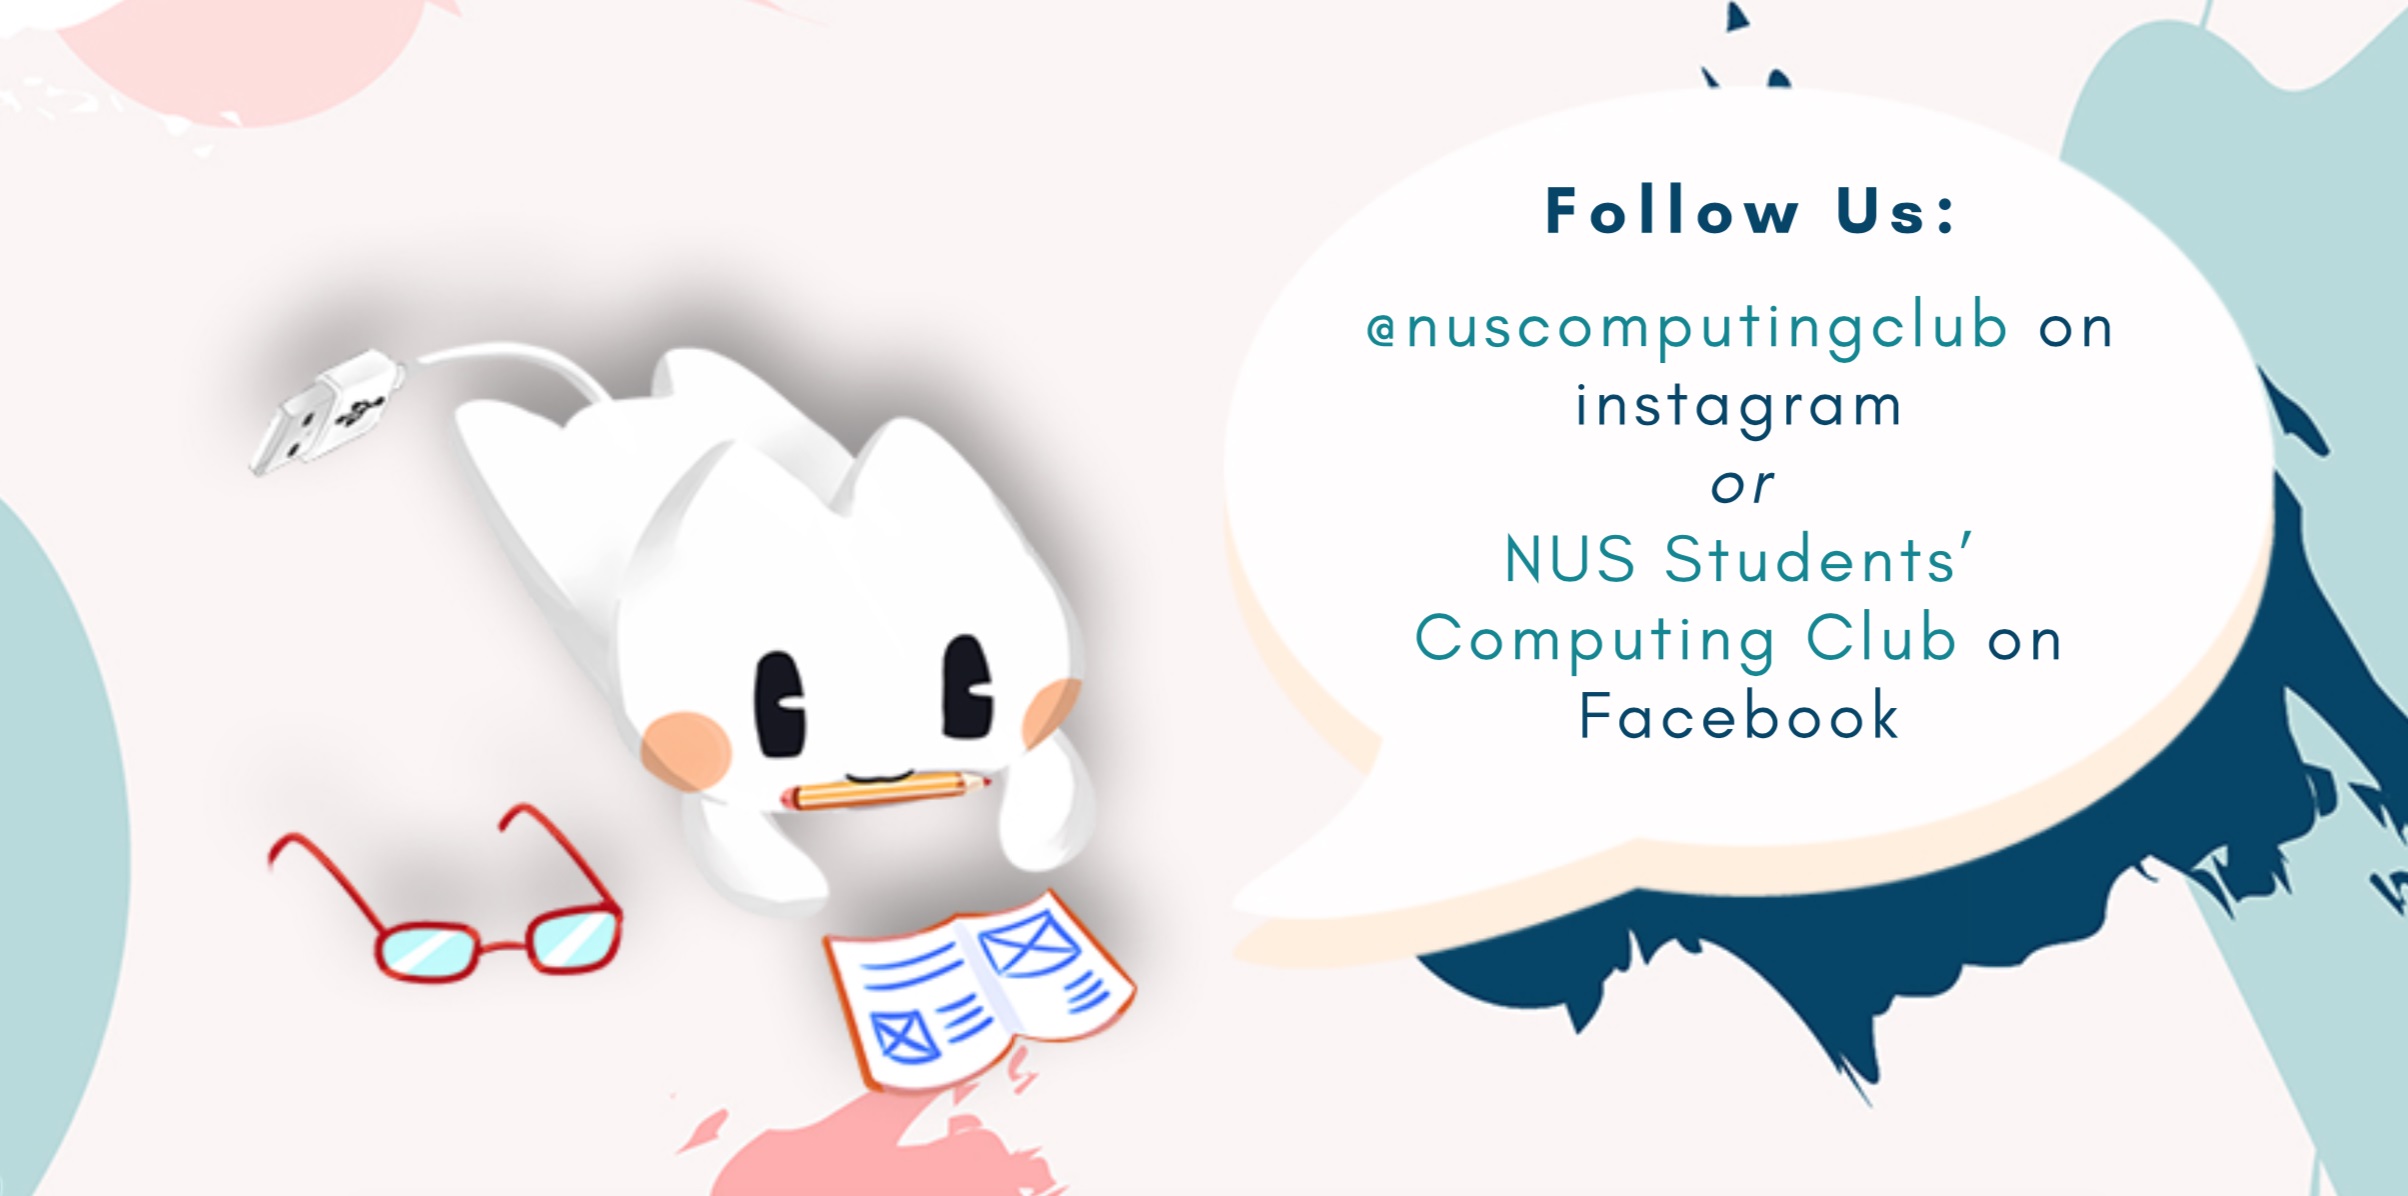 Follow Us:
@nuscomputingclub on
instagram
or
NUS Students’
Computing Club on
Facebook